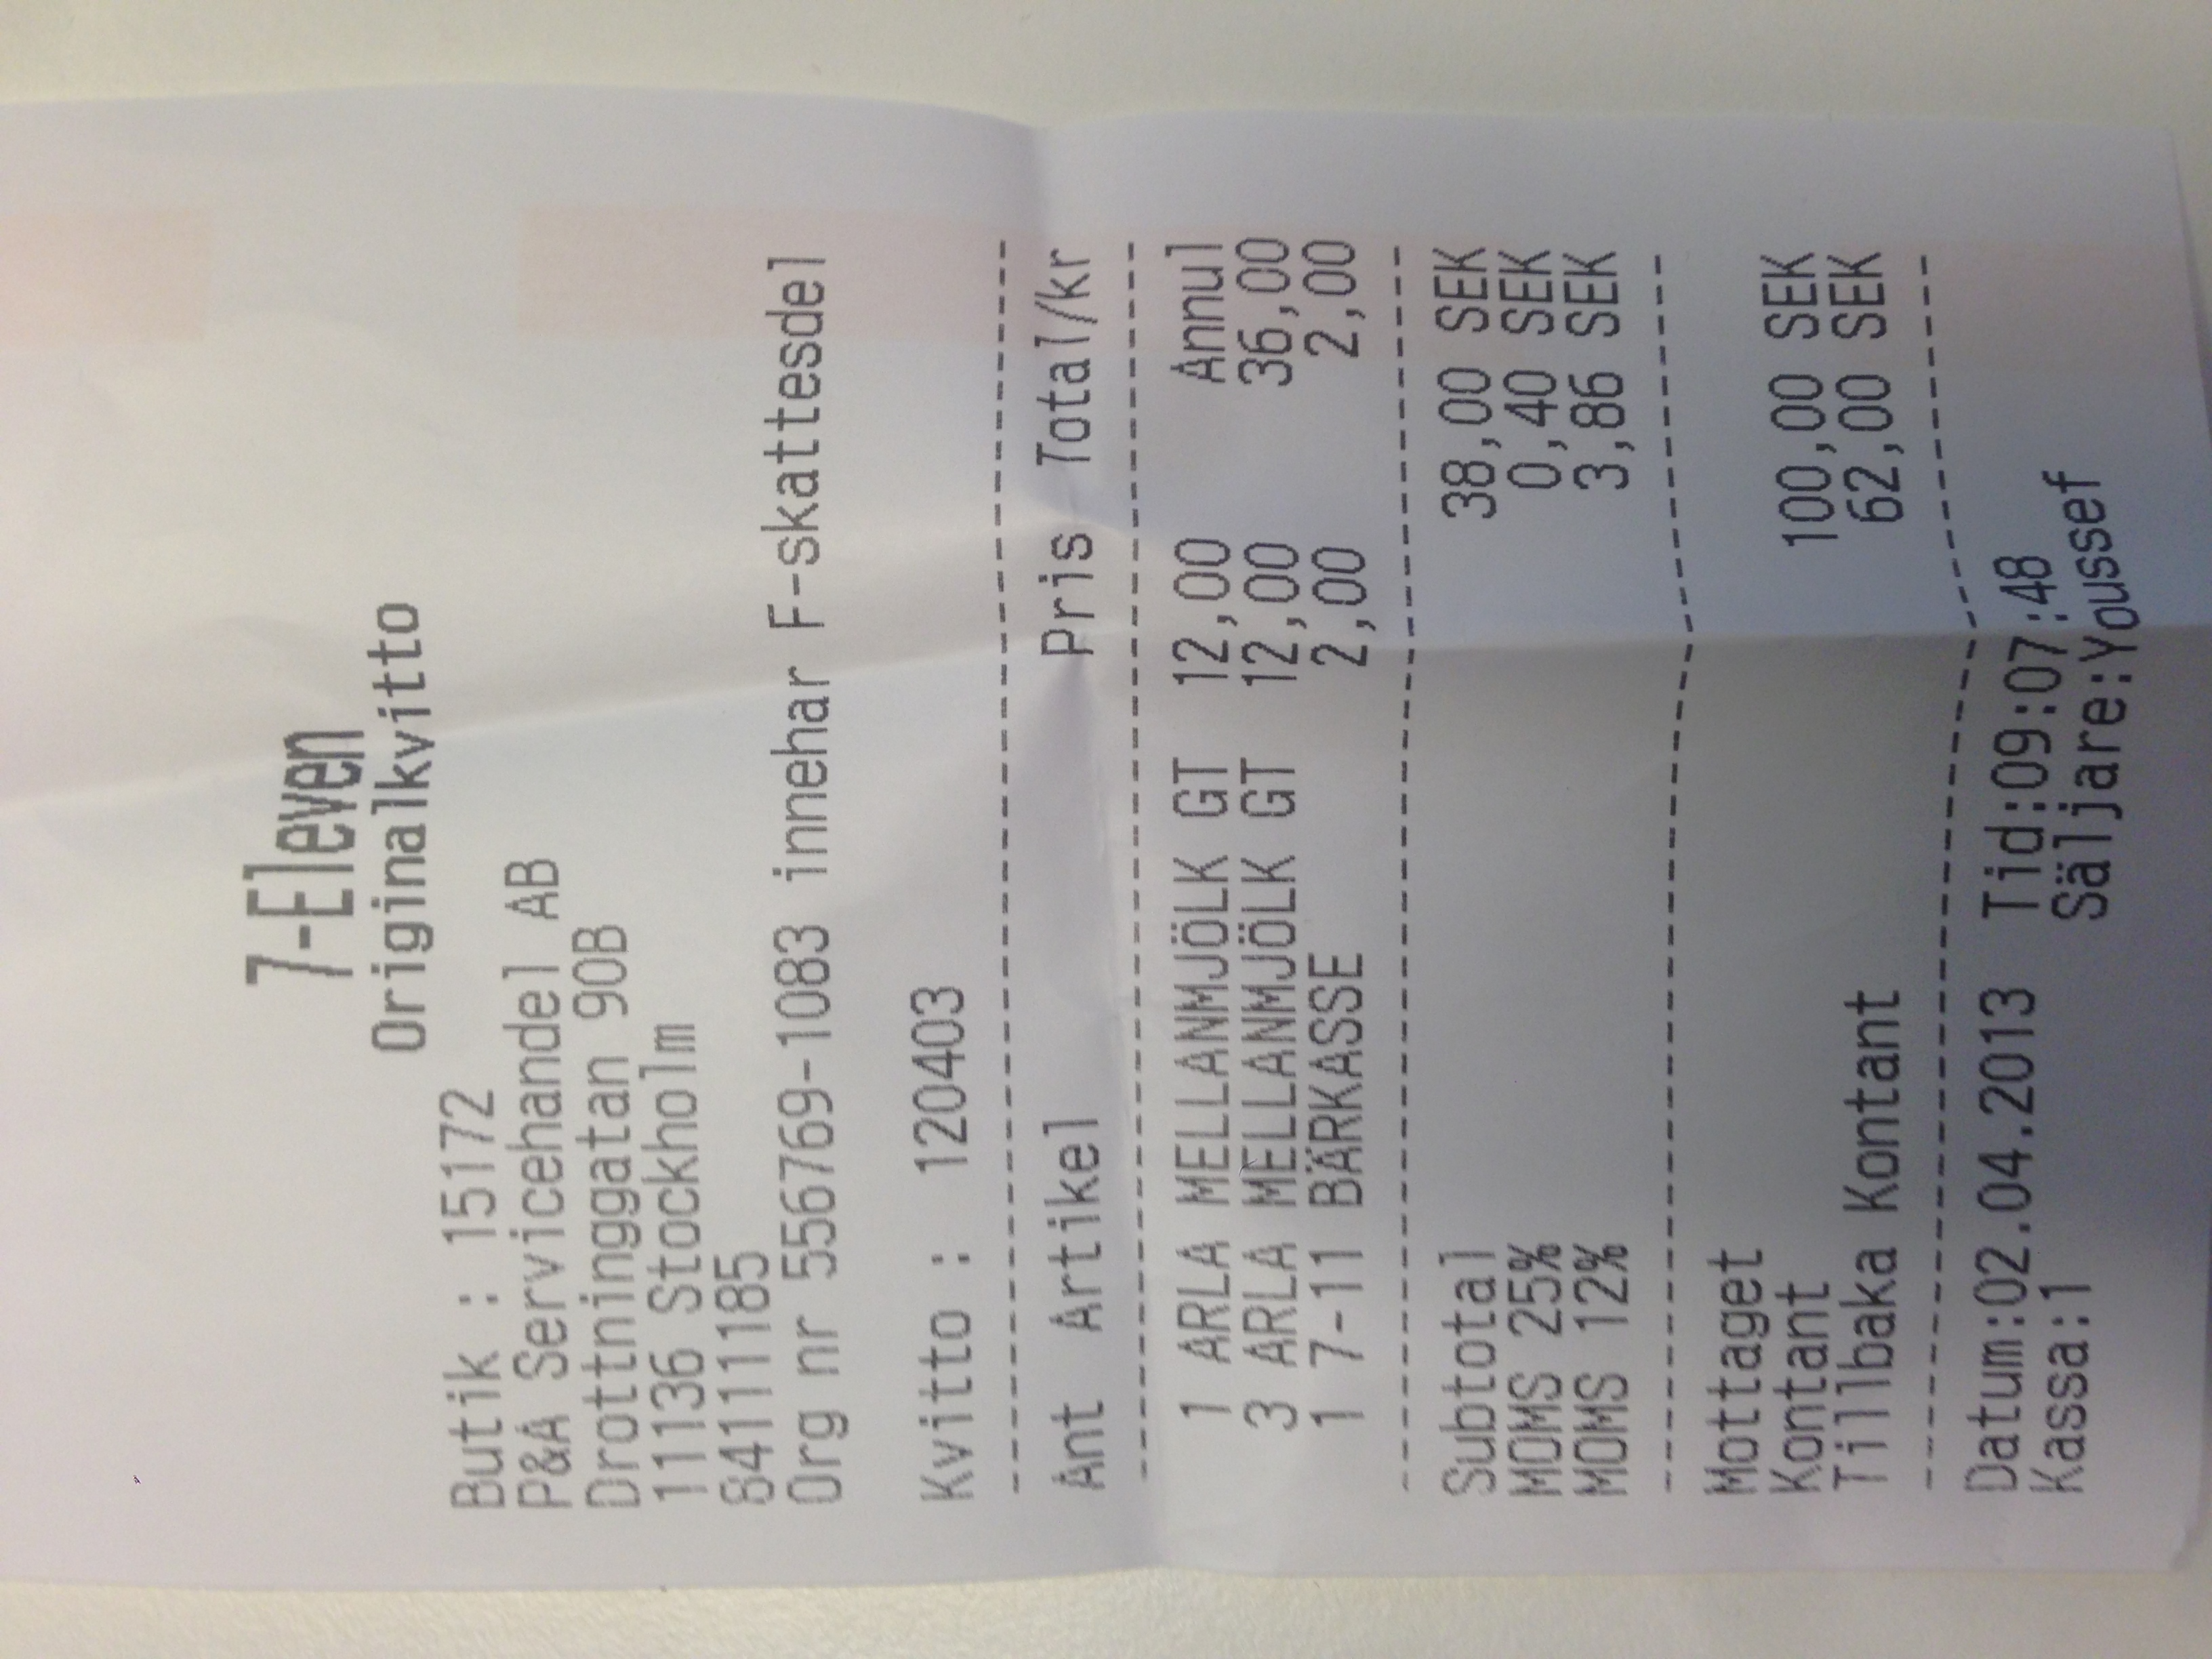 7-Eleven
Originalkvitto
Butik : 15172
P&A Servicehandel AB
Drottninggatan 90B
11136 Stockholm
84111185
Org nr 556769-1083 innehar F-skattesdel
Kvitto : 120403
Ant Artikel Pris Total/kr
1 ARLA MELLANMJÖLK GT 12,00 Annul
3 ARLA MELLANMJÖLK GT 12,00 36,00
1 7-11 BÄRKASSE 2,00 2,00
Subtotal 38,00 SEK
MOMS 25% 0,40 SEK
MOMS 12% 3,86 SEK
Mottaget
Kontant 100,00 SEK
Tillbaka Kontant 62,00 SEK
Datum:02.04.2013 Tid:09:07:48
Kassa:1 Säljare:Youssef